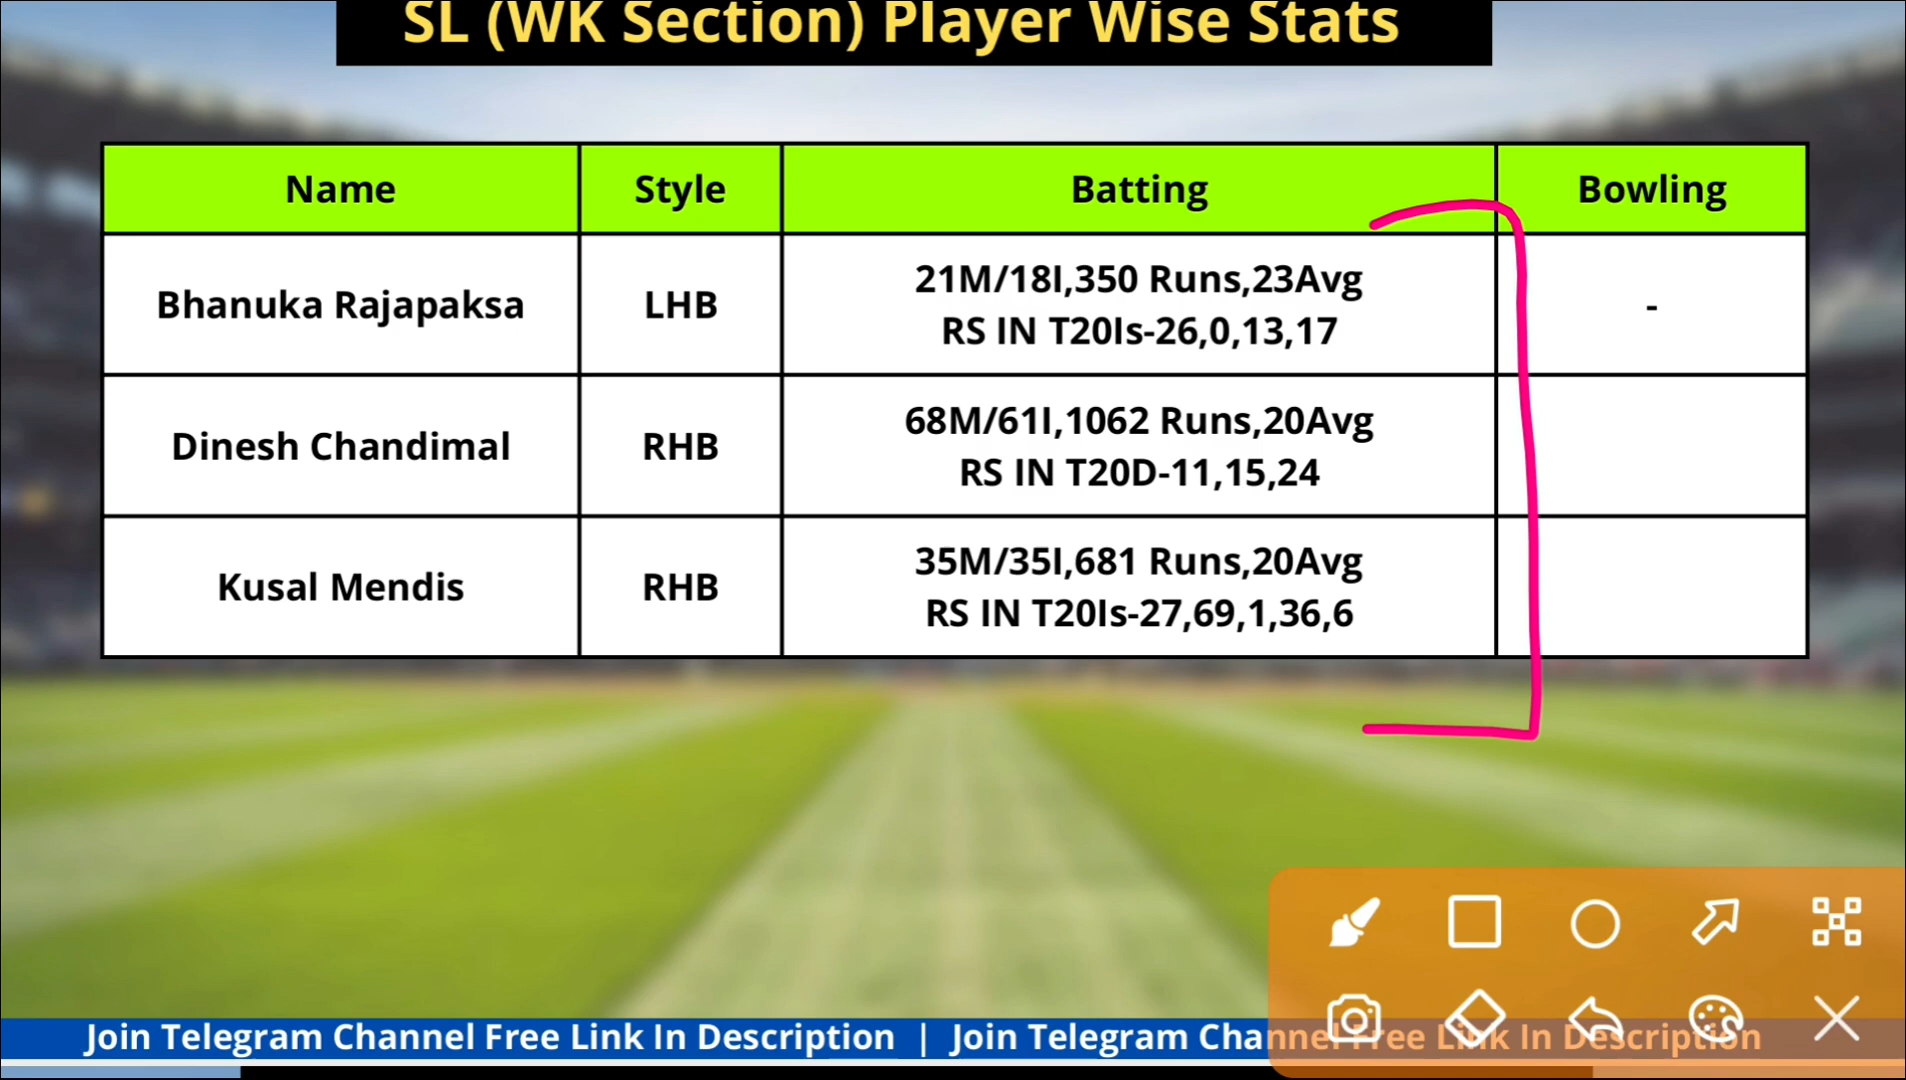 SL (WK Section) Player Wise Stats
Name Style Batting Bowling
Bhanuka Rajapaksa LHB 21M/18I,350 Runs,23Avg -
RS IN T20Is-26,0,13,17
Dinesh Chandimal RHB 68M/61I,1062 Runs,20Avg
RS IN T20D-11,15,24
Kusal Mendis RHB 35M/35I,681 Runs,20Avg
RS IN T20Is-27,69,1,36,6
Join Telegram Channel Free Link In Description | Join Telegram Channel Free Link In Description